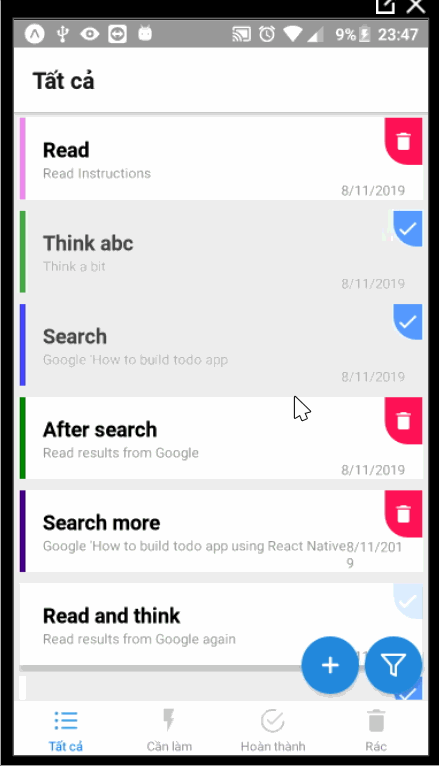 9% 23:47
Tất cả
Read
Read Instructions
8/11/2019
Think abc
Think a bit
8/11/2019
Search
Google 'How to build todo app
8/11/2019
After search
Read results from Google
8/11/2019
Search more
Google 'How to build todo app using React Native 8/11/201
9
Read and think
Read results from Google again
Tất cả
Cần làm
Hoàn thành
Rác